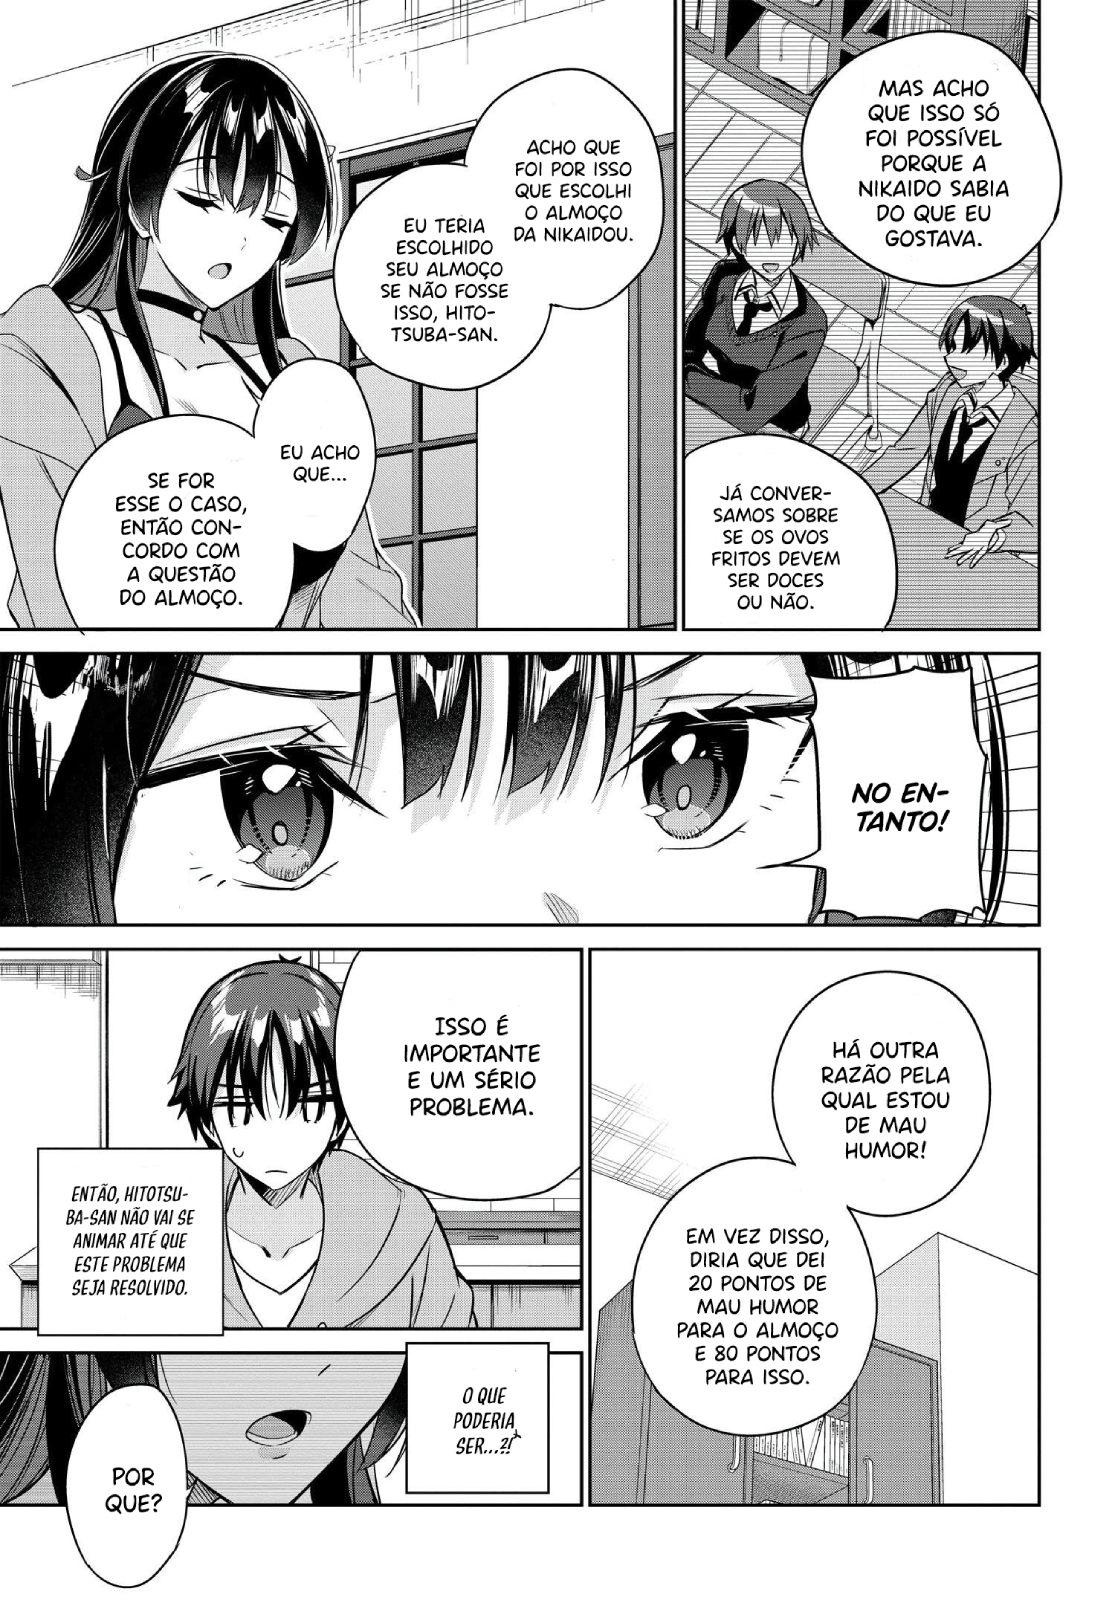 MAS ACHO
QUE ISSO SÓ
FOI POSSÍVEL
PORQUE A
NIKAIDO SABIA
DO QUE EU
GOSTAVA.
JÁ CONVER-
SAMOS SOBRE
SE OS OVOS
FRITOS DEVEM
SER DOCES
OU NÃO.
ACHO QUE
FOI POR ISSO
QUE ESCOLHI
O ALMOÇO
DA NIKAIDOU.
EU TERIA
ESCOLHIDO
SEU ALMOÇO
SE NÃO FOSSE
ISSO, HITO-
TSUBA-SAN.
EU ACHO
QUE...
SE FOR
ESSE O CASO,
ENTÃO CON-
CORDO COM
A QUESTÃO
DO ALMOÇO.
NO EN-
TANTO!
HÁ OUTRA
RAZÃO PELA
QUAL ESTOU
DE MAU
HUMOR!
EM VEZ DISSO,
DIRIA QUE DEI
20 PONTOS DE
MAU HUMOR
PARA O ALMOÇO
E 80 PONTOS
PARA ISSO.
ISSO É
IMPORTANTE
E UM SÉRIO
PROBLEMA.
ENTÃO, HITOTSU-
BA-SAN NÃO VAI SE
ANIMAR ATÉ QUE
ESTE PROBLEMA
SEJA RESOLVIDO.
O QUE
PODERIA
SER...?!
POR
QUE?